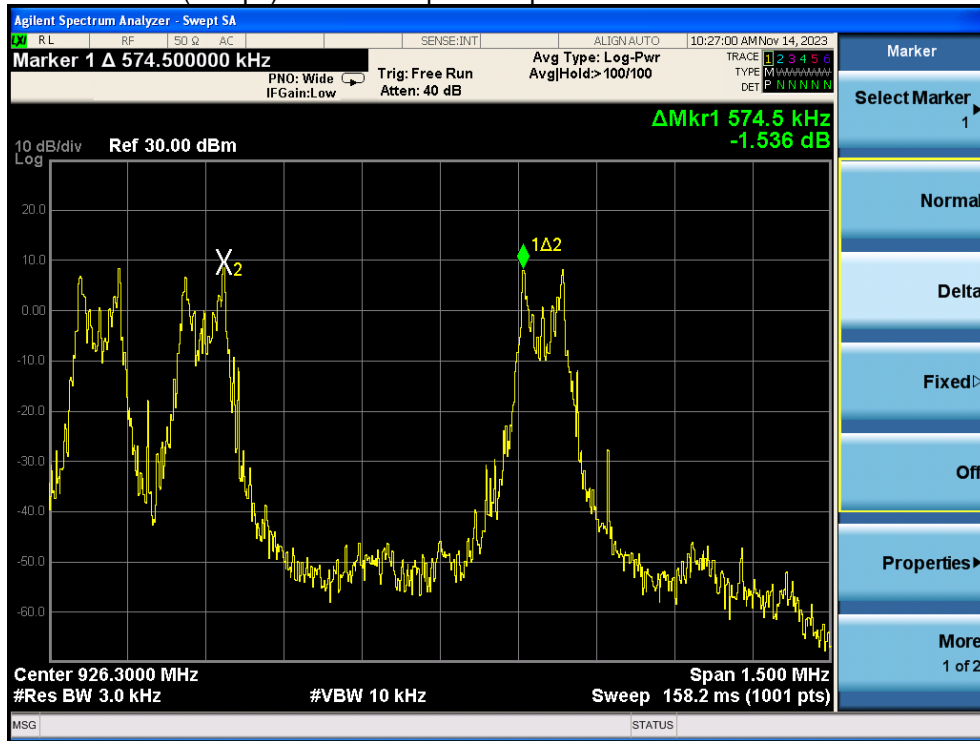 Agilent Spectrum Analyzer - Swept SA
LXI RL RF 50 Ω AC SENSE:INT ALIGN AUTO 10:27:00 AM Nov 14, 2023
Marker 1 Δ 574.500000 kHz
PNO: Wide
IFGain:Low
Trig: Free Run
Atten: 40 dB
Avg Type: Log-Pwr
Avg|Hold:>100/100
TRACE 1 2 3 4 5 6
TYPE M
DET P N N N N N
ΔMkr1 574.5 kHz
-1.536 dB
10 dB/div Ref 30.00 dBm
Log
20.0
10.0
0.00
-10.0
-20.0
-30.0
-40.0
-50.0
-60.0
2
1Δ2
Center 926.3000 MHz Span 1.500 MHz
#Res BW 3.0 kHz #VBW 10 kHz Sweep 158.2 ms (1001 pts)
MSG STATUS
Marker
Select Marker
1
Normal
Delta
Fixed
Off
Properties
More
1 of 2